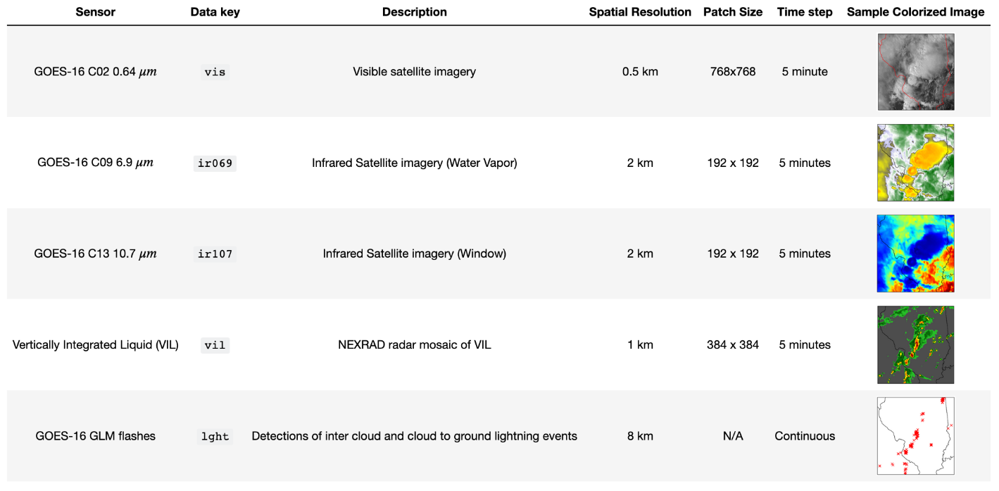 Sensor Data key Description Spatial Resolution Patch Size Time step Sample Colorized Image
GOES-16 C02 0.64 μm vis Visible satellite imagery 0.5 km 768x768 5 minute
GOES-16 C09 6.9 μm ir069 Infrared Satellite imagery (Water Vapor) 2 km 192 x 192 5 minutes
GOES-16 C13 10.7 μm ir107 Infrared Satellite imagery (Window) 2 km 192 x 192 5 minutes
Vertically Integrated Liquid (VIL) vil NEXRAD radar mosaic of VIL 1 km 384 x 384 5 minutes
GOES-16 GLM flashes lght Detections of inter cloud and cloud to ground lightning events 8 km N/A Continuous